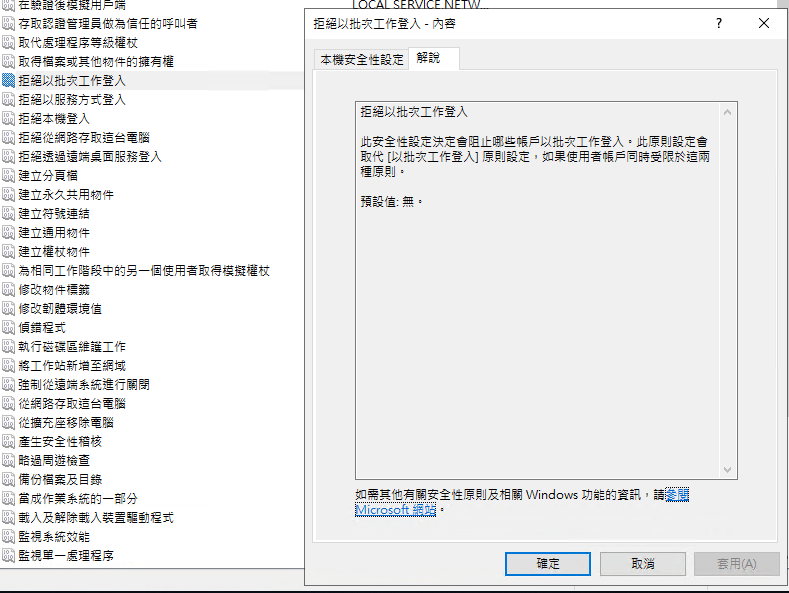 在驗證後模擬用戶端
LOCAL SERVICE,NETW...
存取認證管理員做為信任的呼叫者
取代處理程序等級權杖
取得檔案或其他物件的擁有權
拒絕以批次工作登入
拒絕以服務方式登入
拒絕本機登入
拒絕從網路存取這台電腦
拒絕透過遠端桌面服務登入
建立分頁檔
建立永久共用物件
建立符號連結
建立通用物件
建立權杖物件
為相同工作階段中的另一個使用者取得模擬權杖
修改物件標籤
修改韌體環境值
偵錯程式
執行磁碟區維護工作
將工作站新增至網域
強制從遠端系統進行關閉
從網路存取這台電腦
從擴充座移除電腦
產生安全性稽核
略過周遊檢查
備份檔案及目錄
當成作業系統的一部分
載入及解除載入裝置驅動程式
監視系統效能
監視單一處理程序
拒絕以批次工作登入 - 內容
?
本機安全性設定 解說
拒絕以批次工作登入
此安全性設定決定會阻止哪些帳戶以批次工作登入。此原則設定會
取代 [以批次工作登入] 原則設定，如果使用者帳戶同時受限於這兩
種原則。
預設值: 無。
如需其他有關安全性原則及相關 Windows 功能的資訊，請參閱
Microsoft 網站。
確定 取消 套用(A)